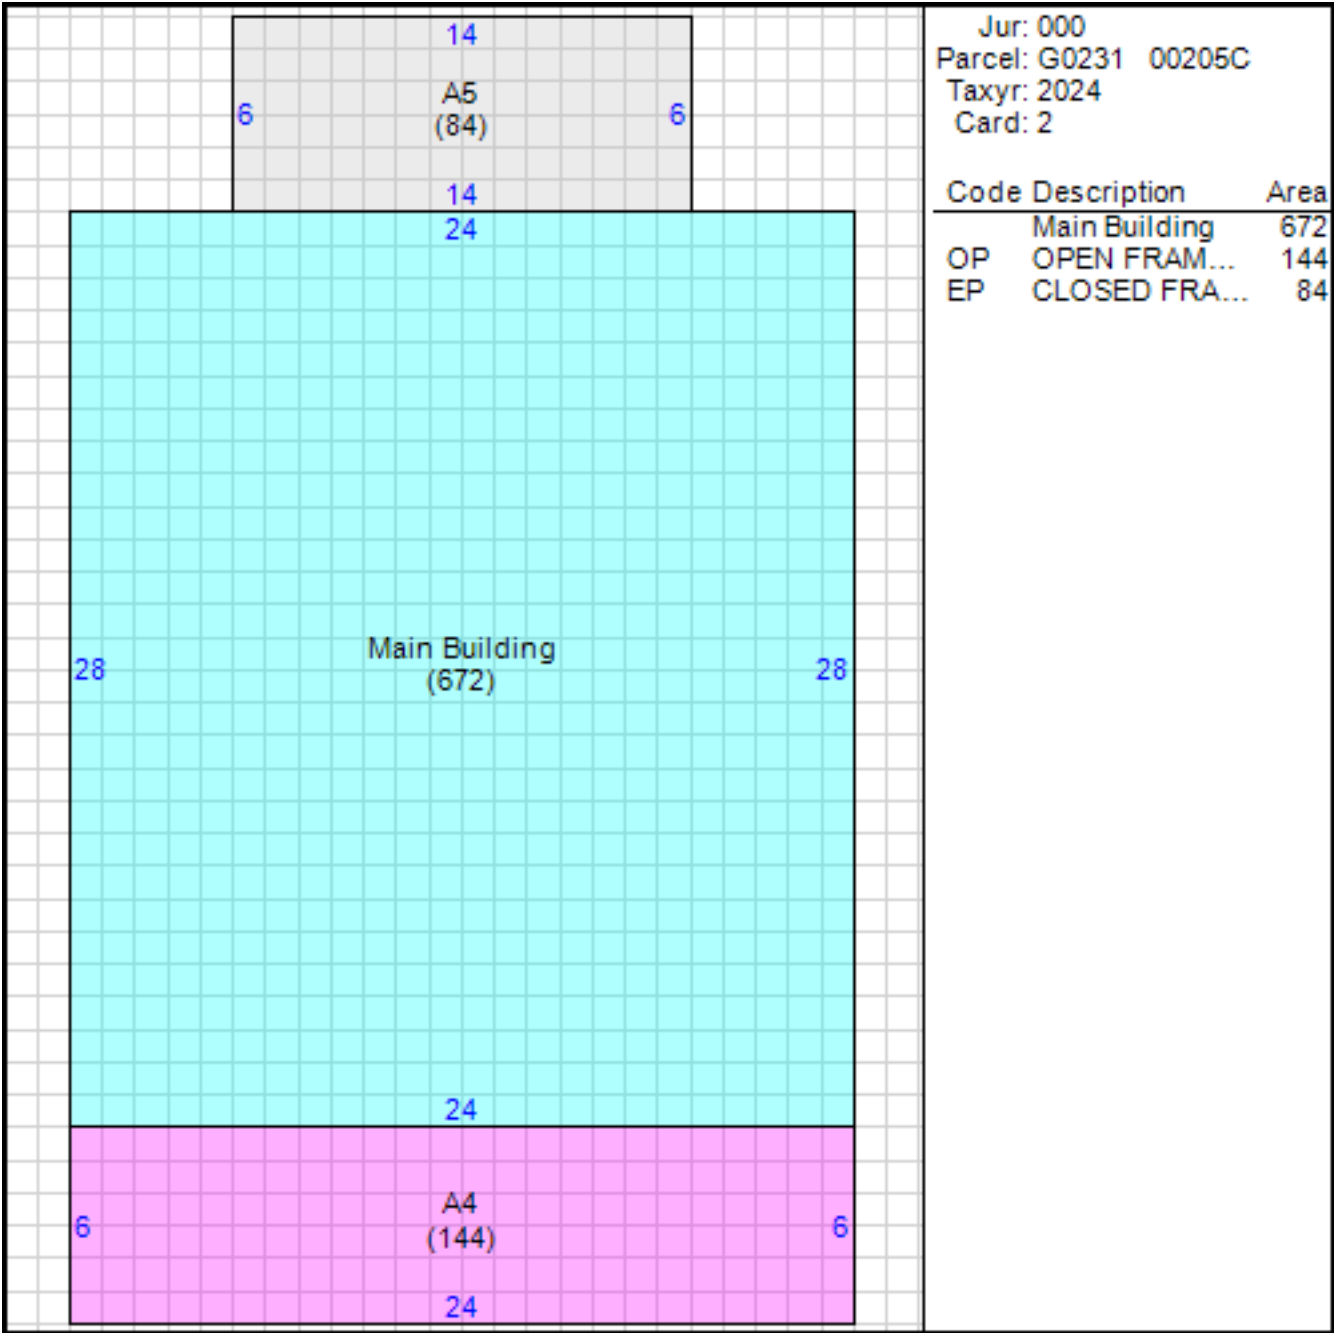 14
A5
6
6
(84)
14
24
Main Building
28
28
(672)
24
A4
6
6
(144)
24
Jur: 000
Parcel: G0231 00205C
Taxyr: 2024
Card: 2
Code Description Area
Main Building 672
OP OPEN FRAM... 144
EP CLOSED FRA... 84